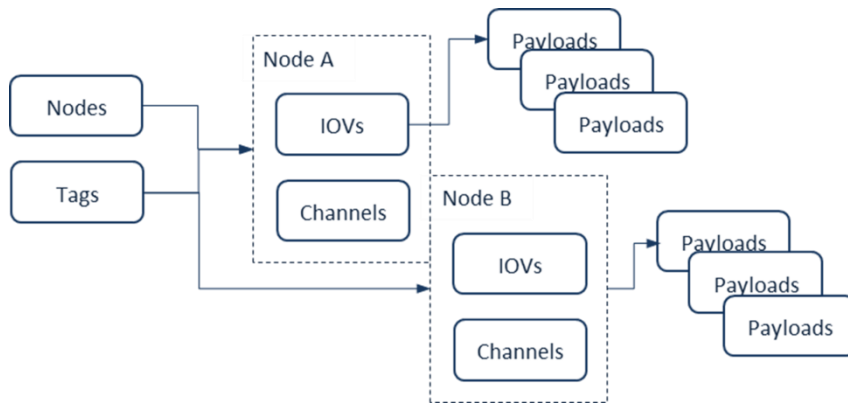 Node A
Payloads
Payloads
Payloads
Nodes
IOVs
Tags
Channels
Node B
IOVs
Channels
Payloads
Payloads
Payloads